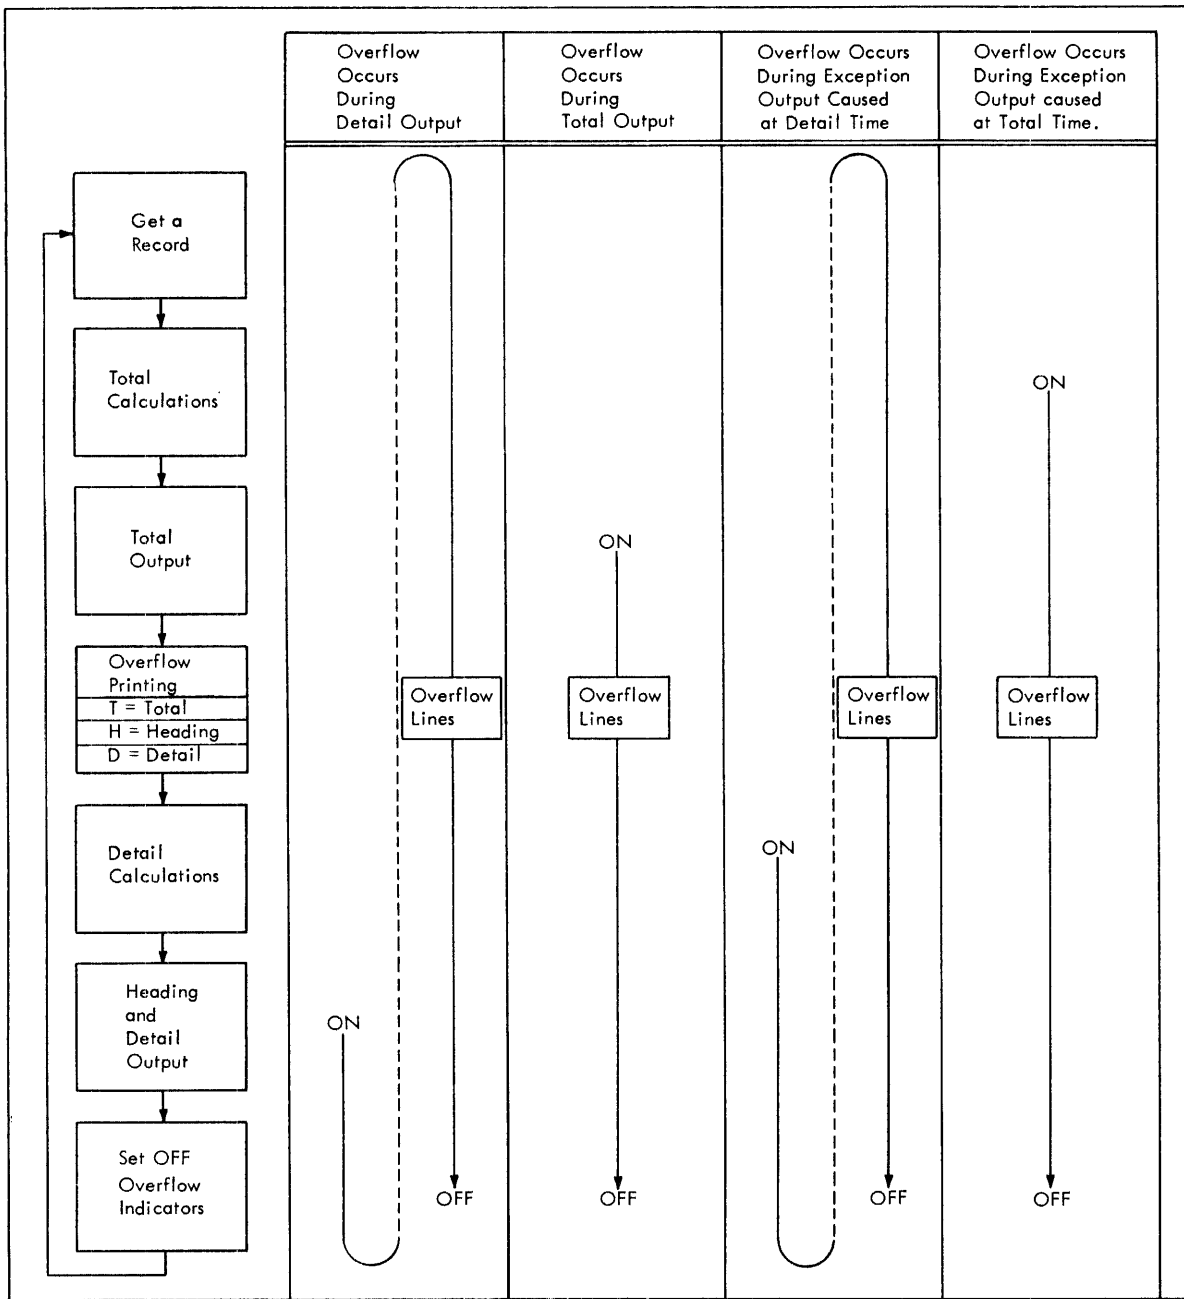 Overflow
Occurs
During
Detail Output
Overflow
Occurs
During
Total Output
Overflow Occurs
During Exception
Output Caused
at Detail Time
Overflow Occurs
During Exception
Output caused
at Total Time.
Get a
Record
Total
Calculations
Total
Output
Overflow
Printing
T = Total
H = Heading
D = Detail
Detail
Calculations
Heading
and
Detail
Output
Set OFF
Overflow
Indicators
ON
Overflow
Lines
OFF
ON
Overflow
Lines
OFF
ON
Overflow
Lines
OFF
ON
Overflow
Lines
OFF